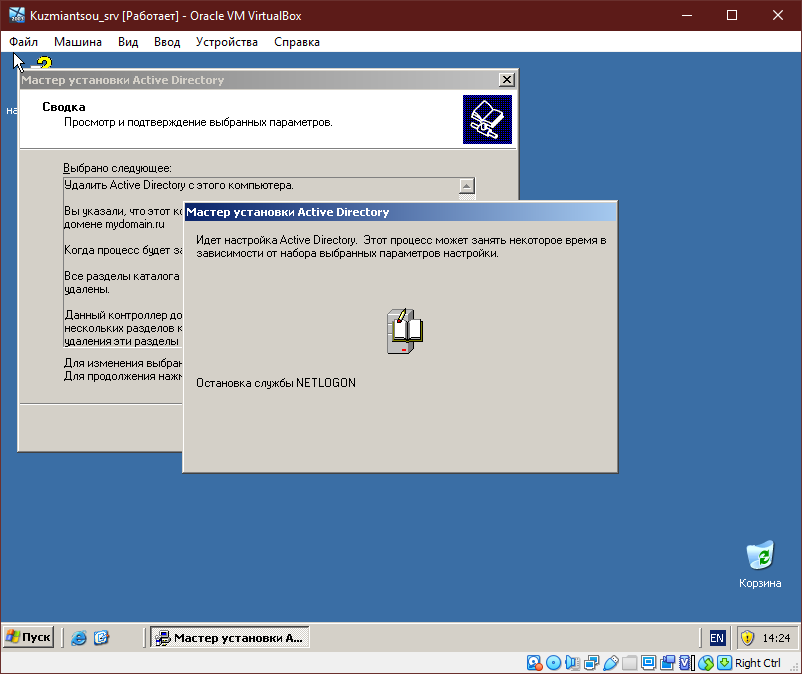 Kuzmiantsou_srv [Работает] - Oracle VM VirtualBox
Файл Машина Вид Ввод Устройства Справка
Мастер установки Active Directory
Сводка
Просмотр и подтверждение выбранных параметров.
Выбрано следующее:
Удалить Active Directory с этого компьютера.
Вы указали, что этот
домене mydomain.ru
Когда процесс будет
Все разделы каталога
удалены.
Данный контроллер
нескольких разделов
удаления эти разделы
Для изменения
Для продолжения
Мастер установки Active Directory
Идет настройка Active Directory. Этот процесс может занять некоторое время в
зависимости от набора выбранных параметров настройки.
Остановка службы NETLOGON
Корзина
Пуск
Мастер установки A...
EN
14:24
Right Ctrl